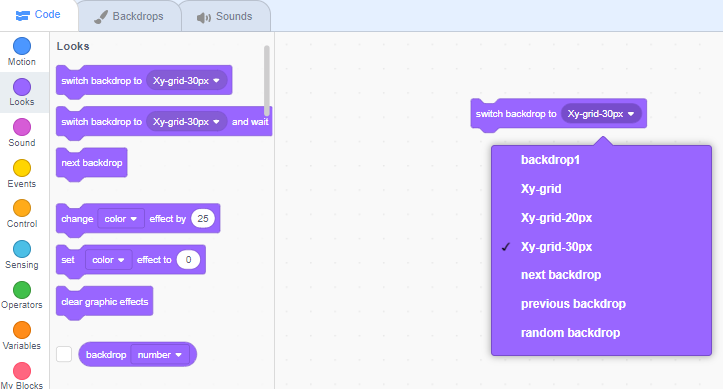 Code
Backdrops
Sounds
Motion
Looks
Sound
Events
Control
Sensing
Operators
Variables
My Blocks
Looks
switch backdrop to Xy-grid-30px
switch backdrop to Xy-grid-30px and wait
next backdrop
change color effect by 25
set color effect to 0
clear graphic effects
backdrop number
switch backdrop to Xy-grid-30px
backdrop1
Xy-grid
Xy-grid-20px
✓ Xy-grid-30px
next backdrop
previous backdrop
random backdrop